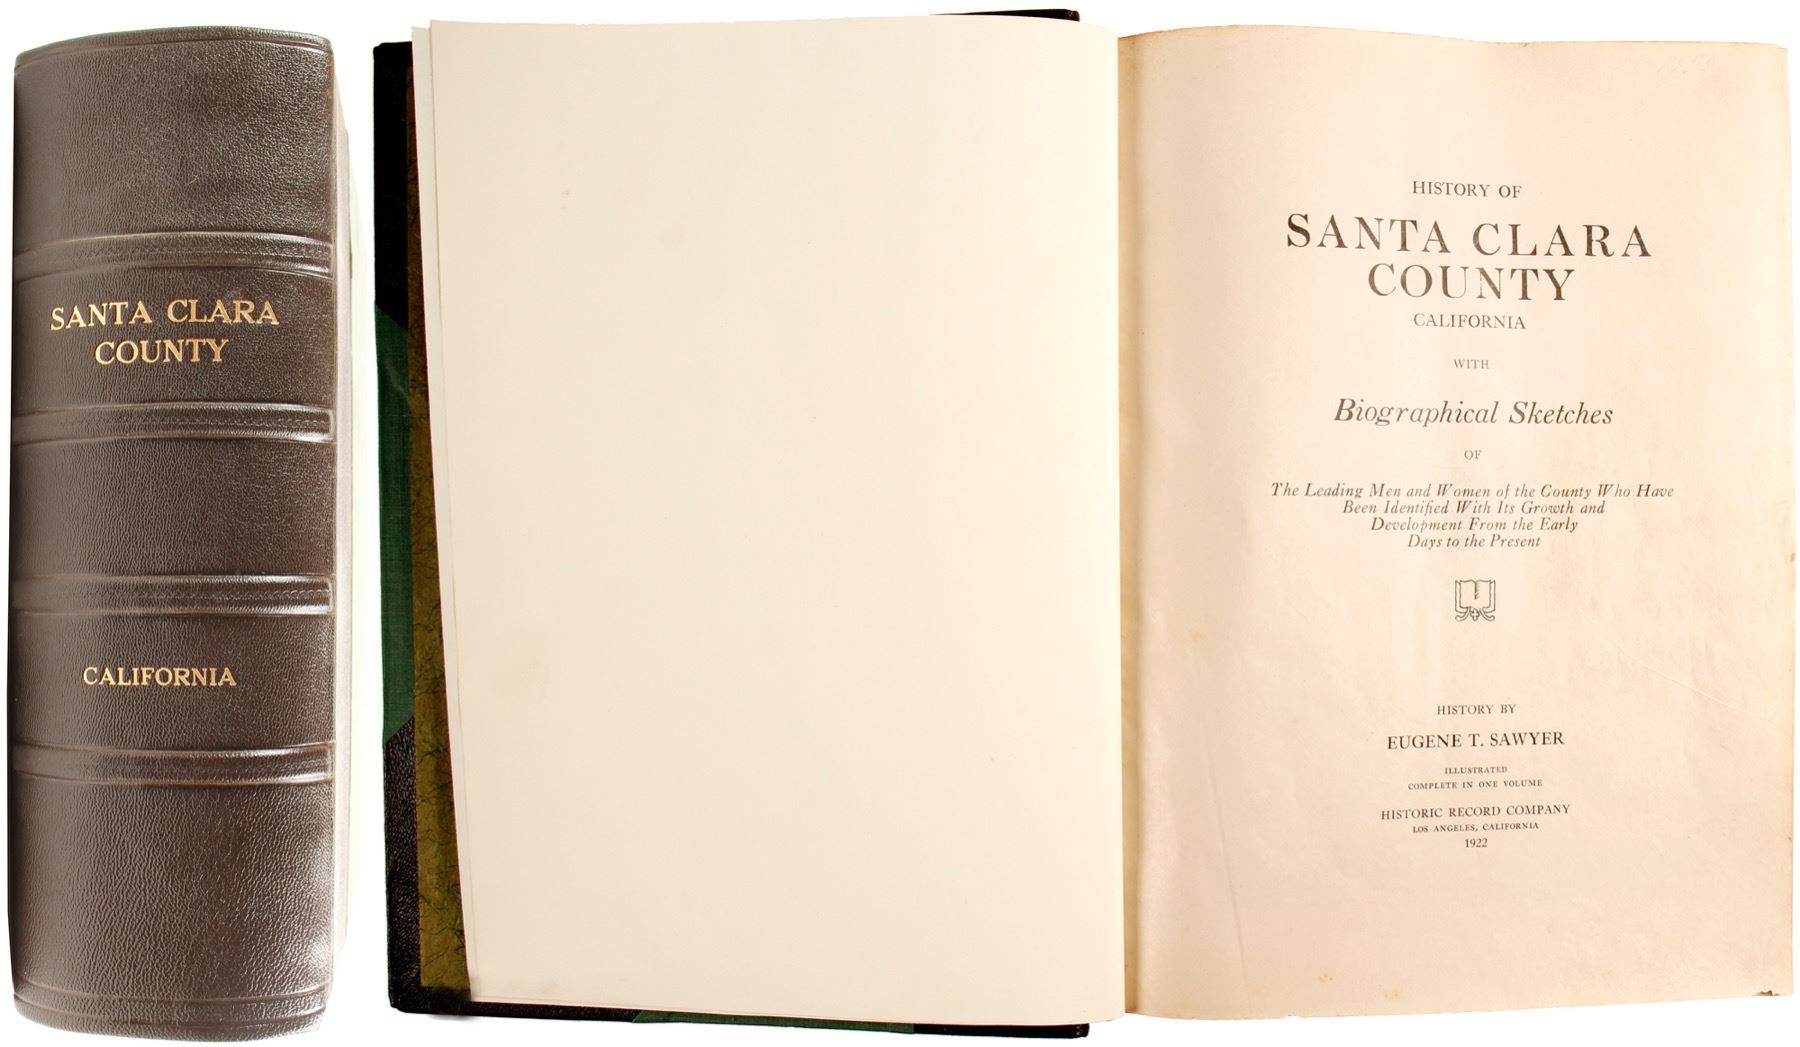 SANTA CLARA
COUNTY
CALIFORNIA
HISTORY OF
SANTA CLARA
COUNTY
CALIFORNIA
WITH
Biographical Sketches
OF
The Leading Men and Women of the County Who Have
Been Identified With Its Growth and
Development From the Early
Days to the Present
HISTORY BY
EUGENE T. SAWYER
ILLUSTRATED
COMPLETE IN ONE VOLUME
HISTORIC RECORD COMPANY
LOS ANGELES, CALIFORNIA
1922